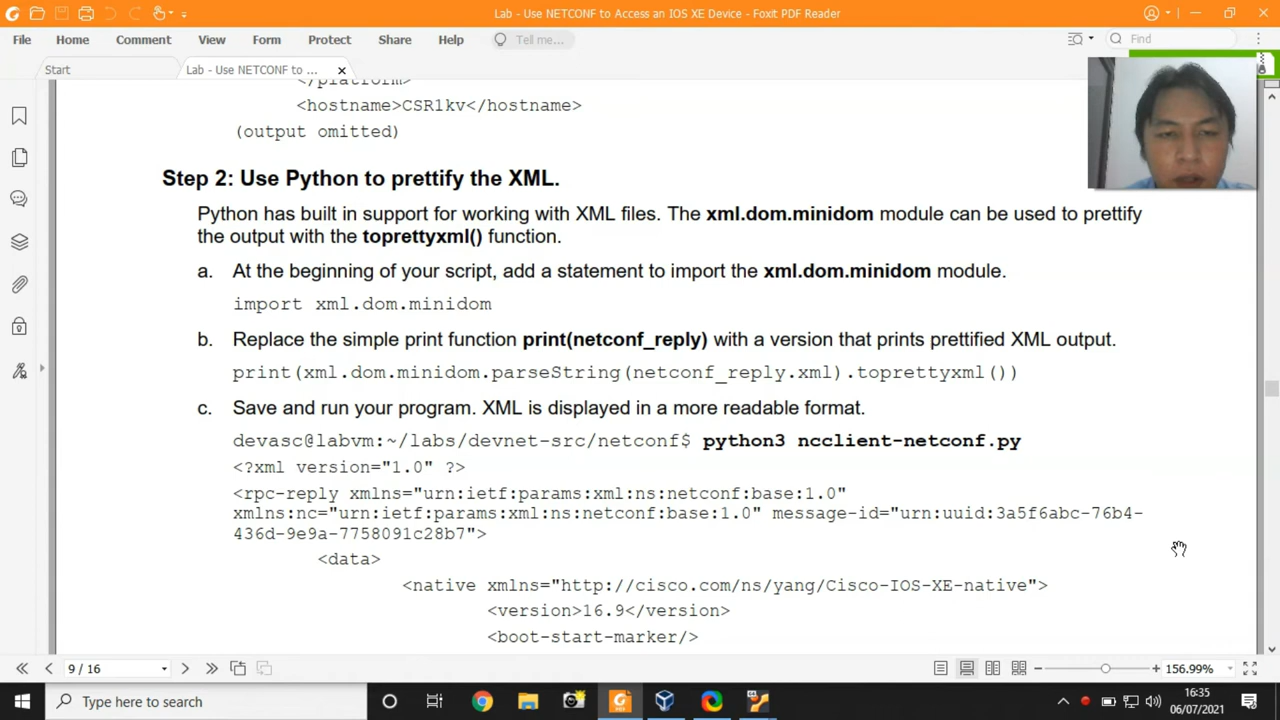 Lab - Use NETCONF to Access an IOS XE Device - Foxit PDF Reader
File Home Comment View Form Protect Share Help Tell me... Find
Start Lab - Use NETCONF to ...
</platform>
<hostname>CSR1kv</hostname>
(output omitted)
Step 2: Use Python to prettify the XML.
Python has built in support for working with XML files. The xml.dom.minidom module can be used to prettify
the output with the toprettyxml() function.
a. At the beginning of your script, add a statement to import the xml.dom.minidom module.
import xml.dom.minidom
b. Replace the simple print function print(netconf_reply) with a version that prints prettified XML output.
print(xml.dom.minidom.parseString(netconf_reply.xml).toprettyxml())
c. Save and run your program. XML is displayed in a more readable format.
devasc@labvm:~/labs/devnet-src/netconf$ python3 ncclient-netconf.py
<?xml version="1.0" ?>
<rpc-reply xmlns="urn:ietf:params:xml:ns:netconf:base:1.0"
xmlns:nc="urn:ietf:params:xml:ns:netconf:base:1.0" message-id="urn:uuid:3a5f6abc-76b4-
436d-9e9a-7758091c28b7">
<data>
<native xmlns="http://cisco.com/ns/yang/Cisco-IOS-XE-native">
<version>16.9</version>
<boot-start-marker/>
9 / 16 156.99%
Type here to search
16:35
06/07/2021